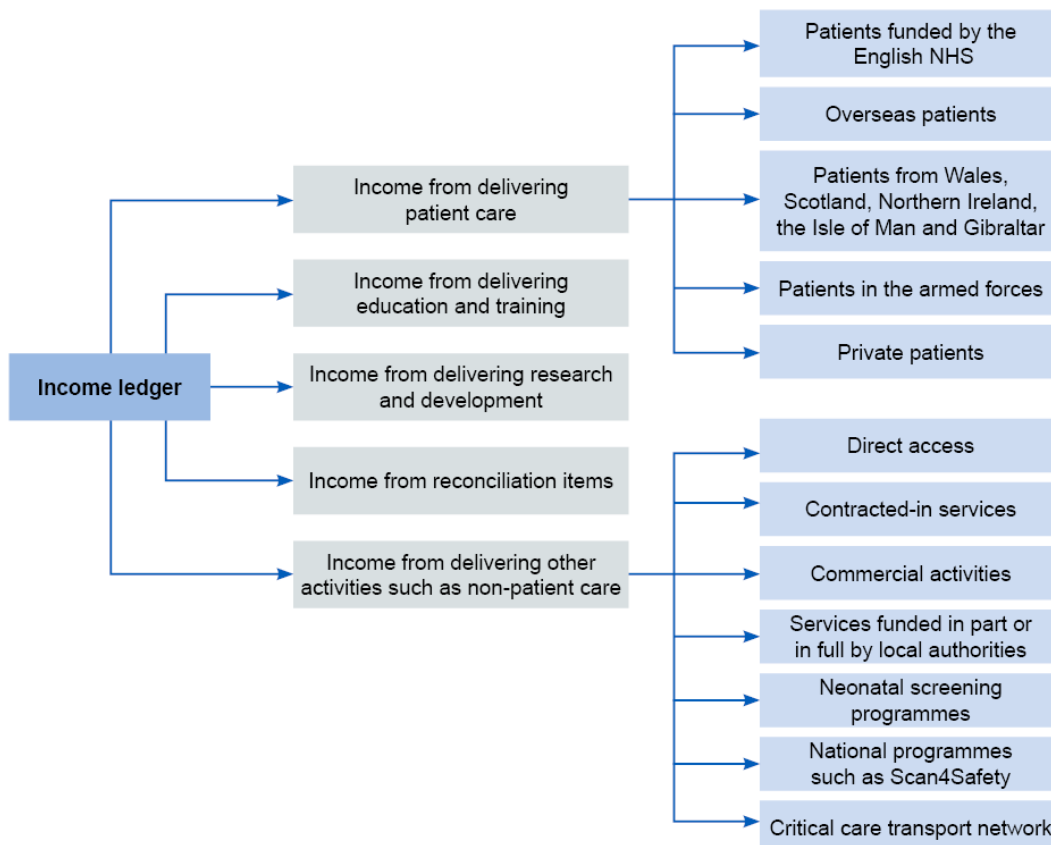 Income ledger
Income from delivering
patient care
Income from delivering
education and training
Income from delivering research
and development
Income from reconciliation items
Income from delivering other
activities such as non-patient care
Patients funded by the
English NHS
Overseas patients
Patients from Wales,
Scotland, Northern Ireland,
the Isle of Man and Gibraltar
Patients in the armed forces
Private patients
Direct access
Contracted-in services
Commercial activities
Services funded in part or
in full by local authorities
Neonatal screening
programmes
National programmes
such as Scan4Safety
Critical care transport network